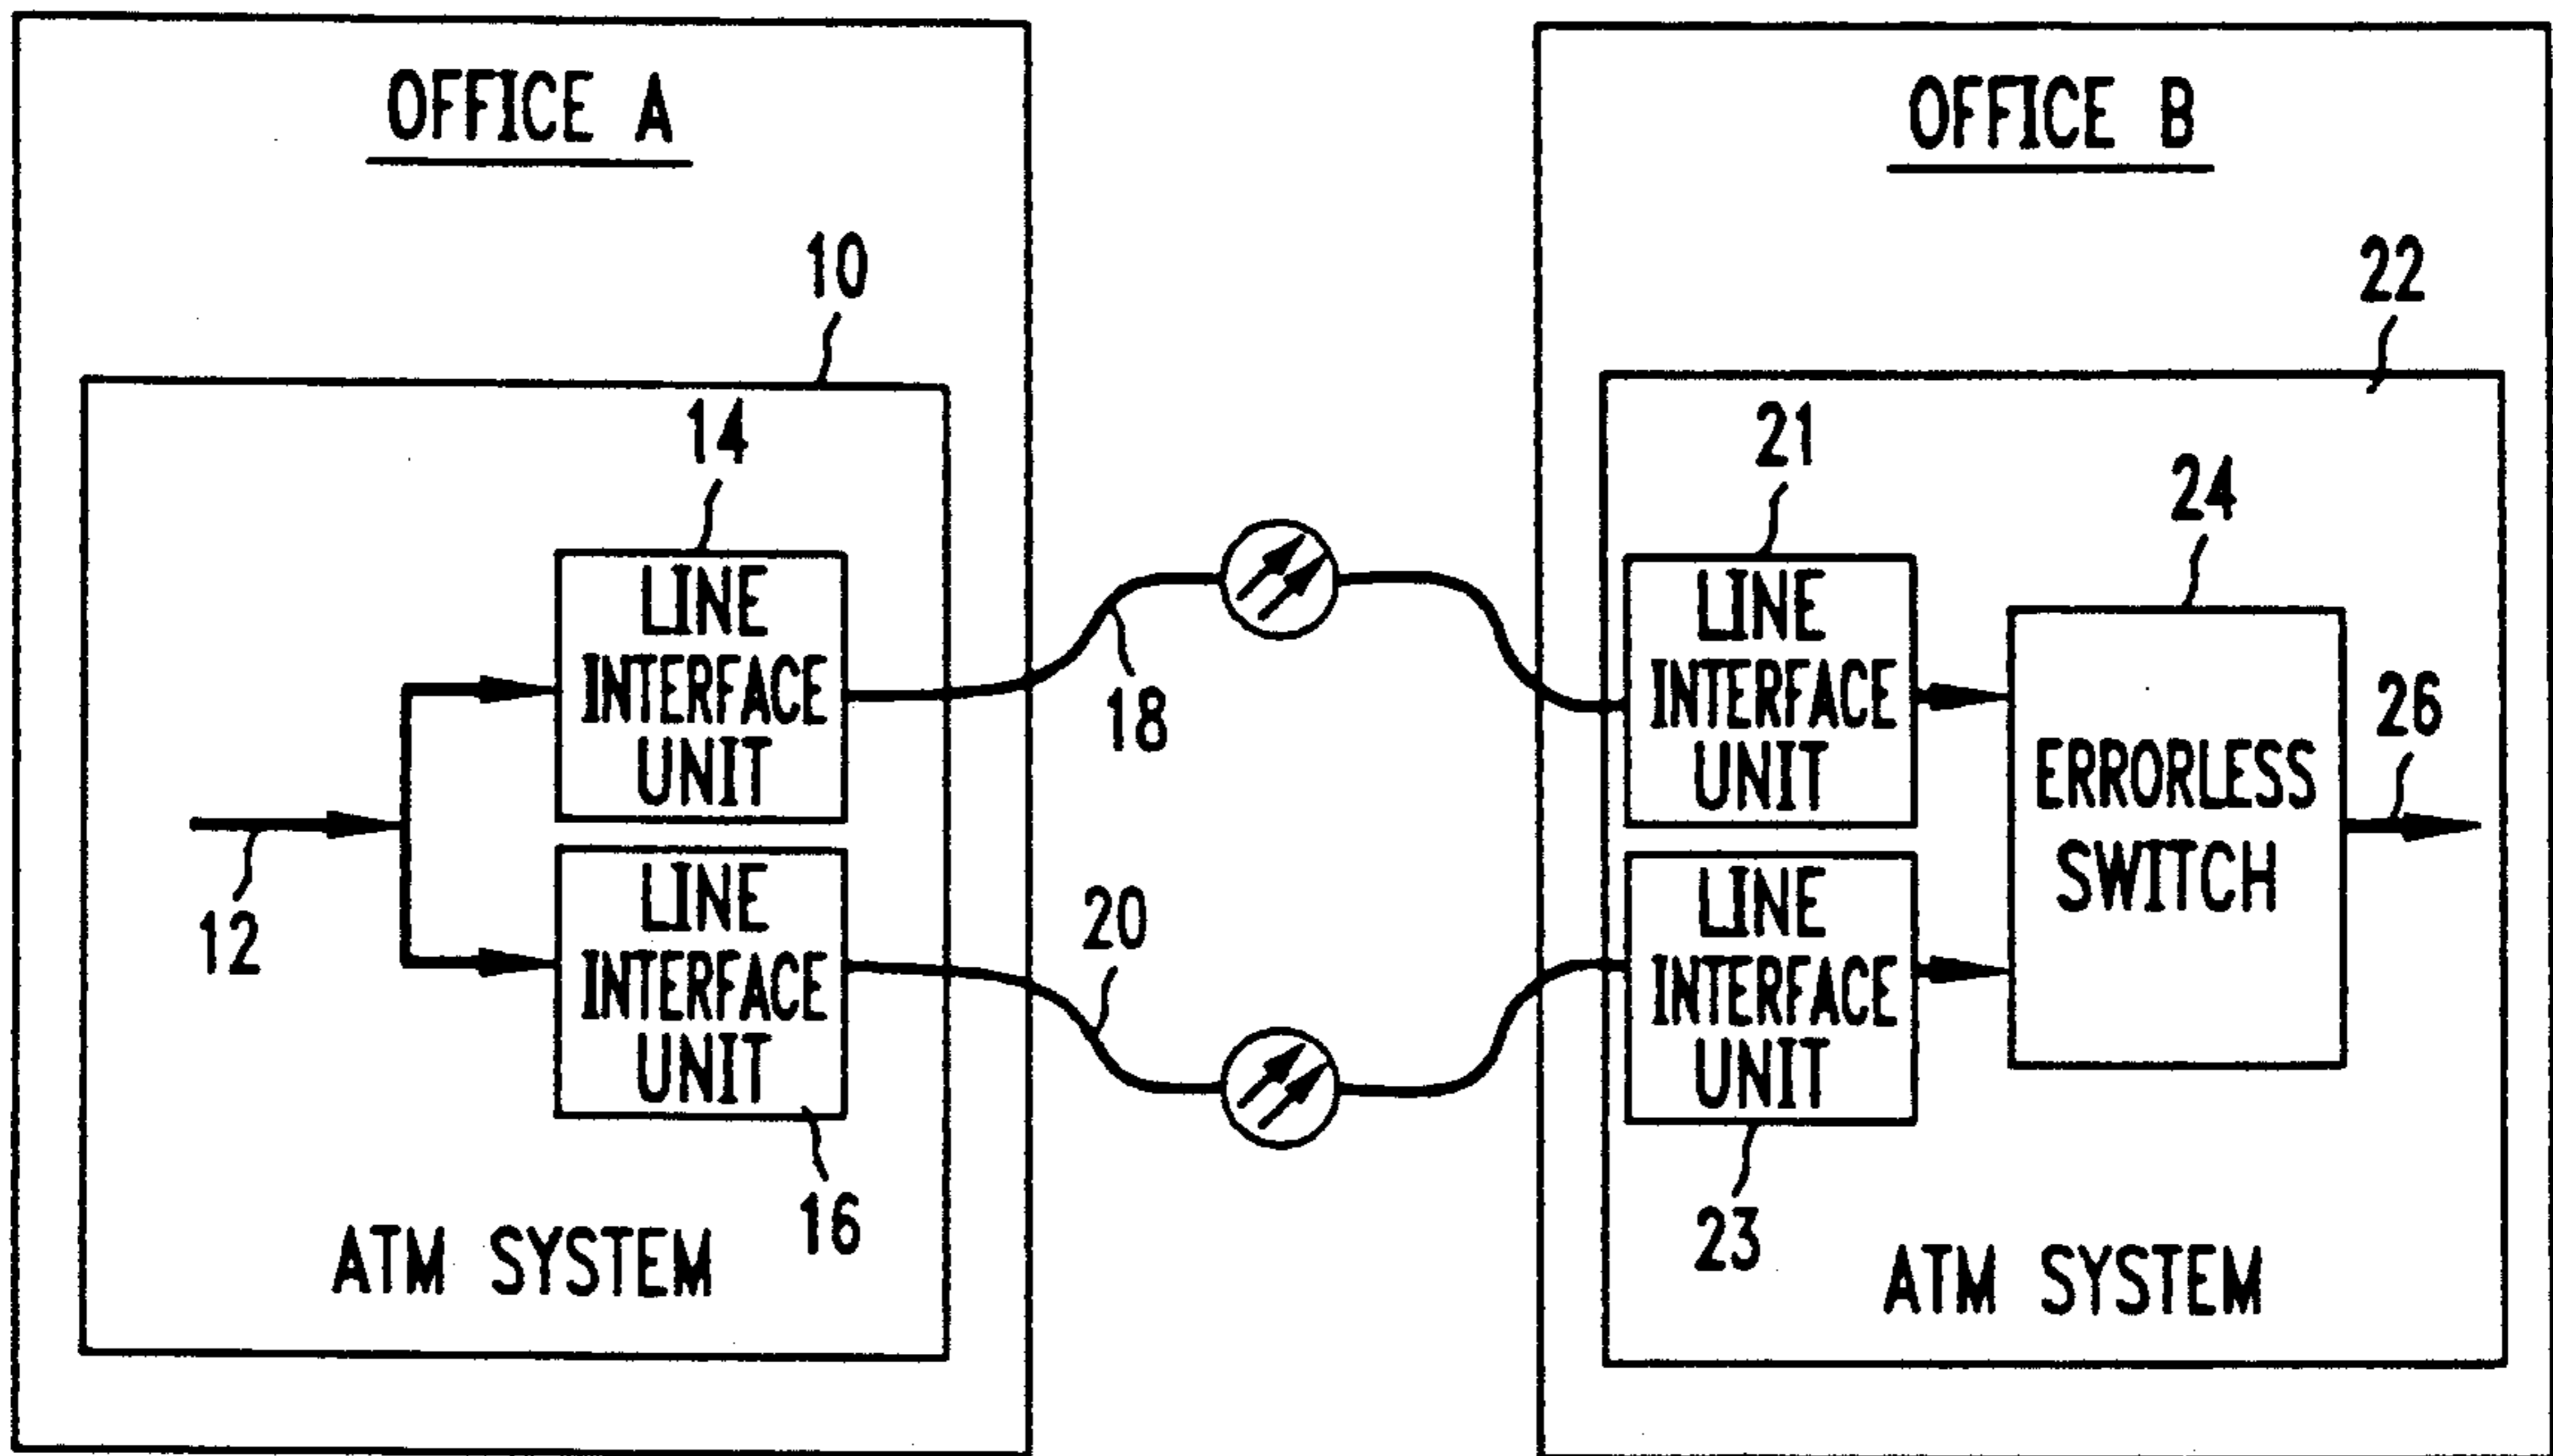 OFFICE A
10
14
LINE
INTERFACE
UNIT
12
LINE
INTERFACE
UNIT
16
ATM SYSTEM
18
20
OFFICE B
22
21
LINE
INTERFACE
UNIT
24
ERRORLESS
SWITCH
26
LINE
INTERFACE
UNIT
23
ATM SYSTEM